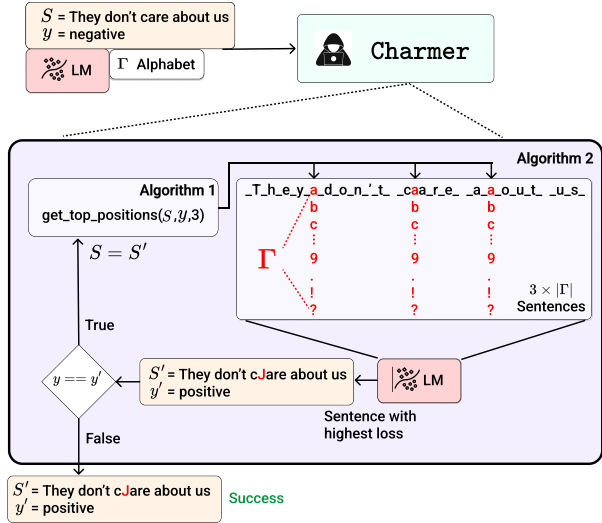 S = They don't care about us
y = negative
LM
Γ Alphabet
Charmer
Algorithm 2
Algorithm 1
get_top_positions(S,y,3)
_T_h_e_y_a_d_o_n_'_t_ _c_a_a_r_e_ _a_a_o_u_t_ _u_s_
b b b
c c c
⋮ ⋮ ⋮
Γ
9 9 9
. . .
! ! !
? ? ?
3 × |Γ|
Sentences
S = S′
True
y == y′
S′ = They don't cJare about us
y′ = positive
LM
Sentence with
highest loss
False
S′ = They don't cJare about us
y′ = positive
Success